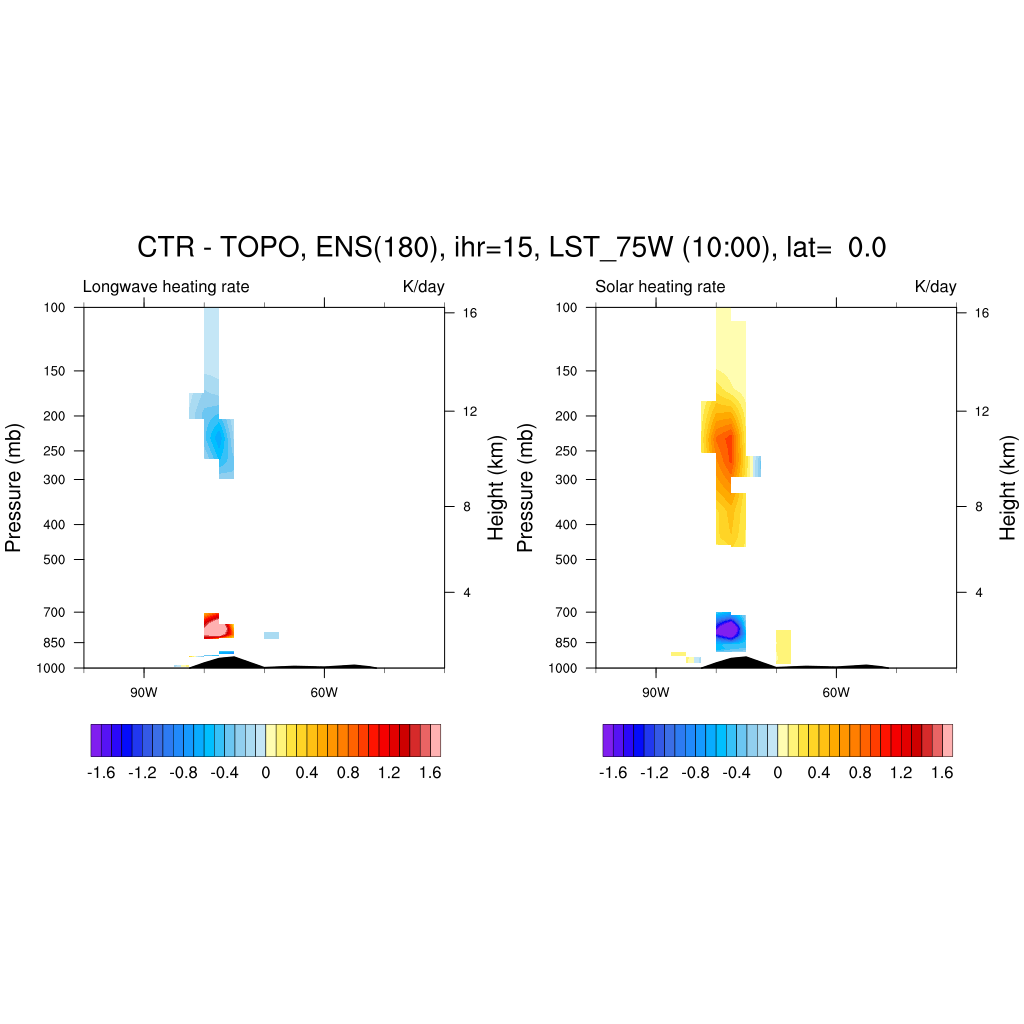 CTR - TOPO, ENS(180), ihr=15, LST_75W (10:00), lat=  0.0
Longwave heating rate K/day
Solar heating rate K/day
100 16 100 16
150 150
200 12 200 12
250 250
300 300
8 8
400 400
500 500
4 4
700 700
850 850
1000 1000
Pressure (mb) Height (km) Pressure (mb) Height (km)
90W 60W 90W 60W
-1.6 -1.2 -0.8 -0.4 0 0.4 0.8 1.2 1.6
-1.6 -1.2 -0.8 -0.4 0 0.4 0.8 1.2 1.6